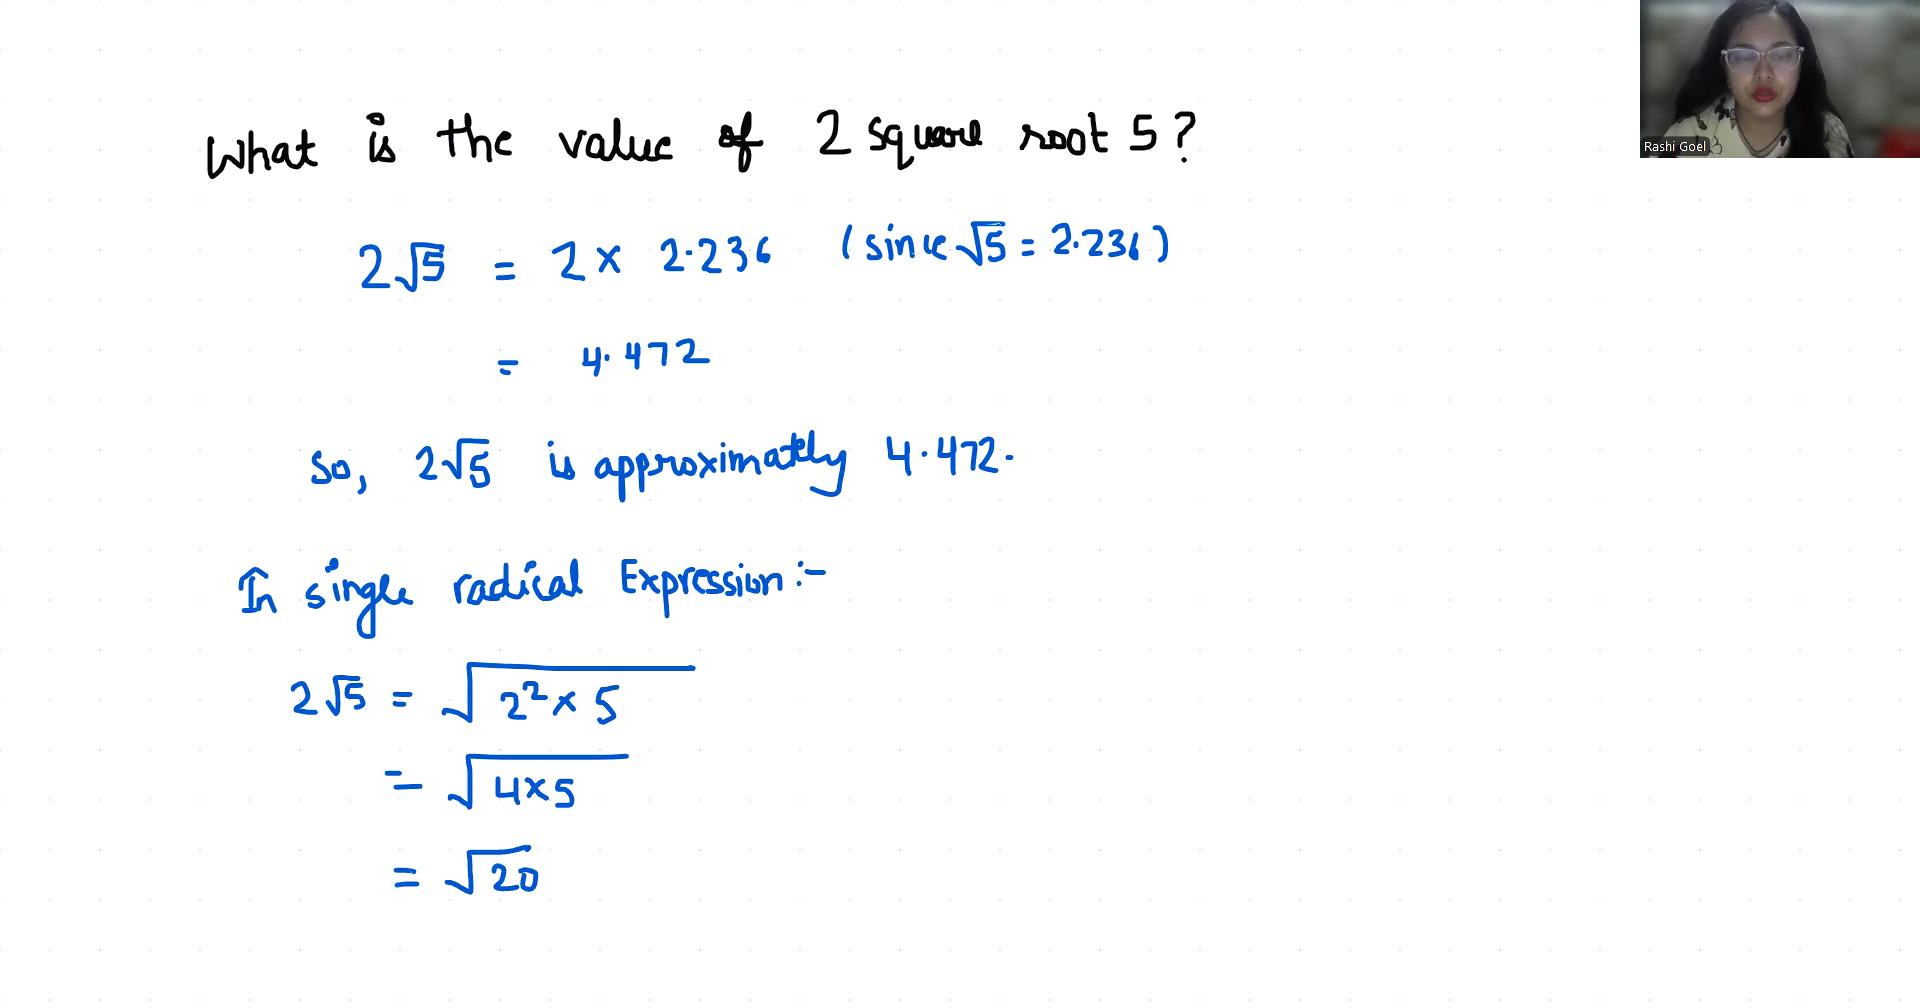 What is the value of 2 square root 5?
Rashi Goel
2√5 = 2 × 2.236 (since √5 = 2.236)
= 4.472
So, 2√5 is approximately 4.472.
In single radical Expression:-
2√5 = √2² × 5
= √4×5
= √20